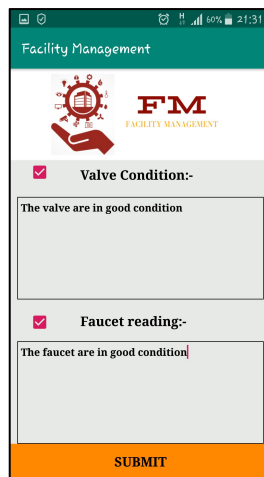 60% 21:31
Facility Management
FM
FACILITY MANAGEMENT
Valve Condition:-
The valve are in good condition
Faucet reading:-
The faucet are in good condition
SUBMIT